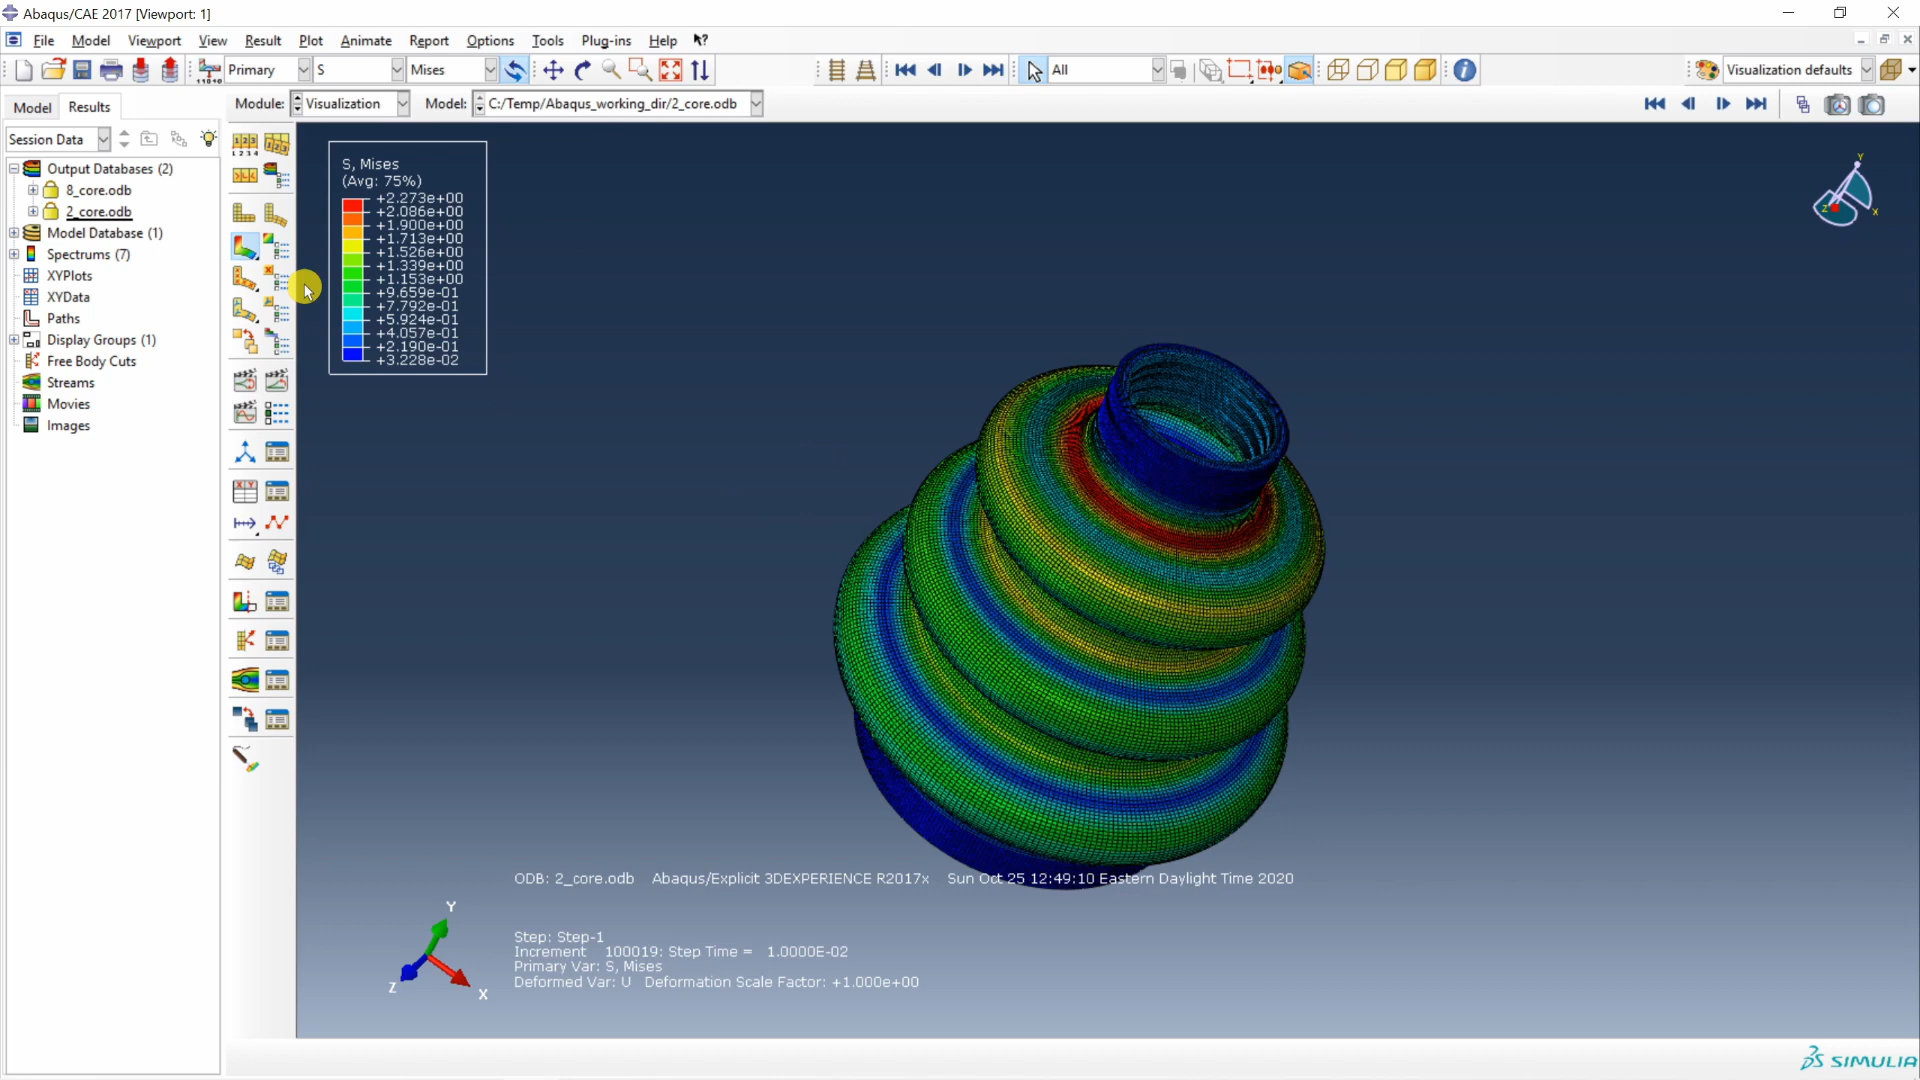 Abaqus/CAE 2017 [Viewport: 1]
File Model Viewport View Result Plot Animate Report Options Tools Plug-ins Help
Primary S Mises All Visualization defaults
Model Results Module: Visualization Model: C:/Temp/Abaqus_working_dir/2_core.odb
Session Data
Output Databases (2)
8_core.odb
2_core.odb
Model Database (1)
Spectrums (7)
XYPlots
XYData
Paths
Display Groups (1)
Free Body Cuts
Streams
Movies
Images
S, Mises
(Avg: 75%)
+2.273e+00
+2.086e+00
+1.900e+00
+1.713e+00
+1.526e+00
+1.339e+00
+1.153e+00
+9.659e-01
+7.792e-01
+5.924e-01
+4.057e-01
+2.190e-01
+3.228e-02
Y
Z
X
ODB: 2_core.odb Abaqus/Explicit 3DEXPERIENCE R2017x Sun Oct 25 12:49:10 Eastern Daylight Time 2020
Y
Z
X
Step: Step-1
Increment 100019: Step Time = 1.0000E-02
Primary Var: S, Mises
Deformed Var: U Deformation Scale Factor: +1.000e+00
SIMULIA